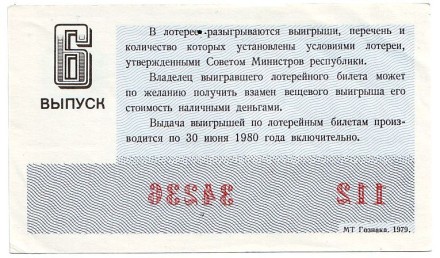 6
ВЫПУСК
В лотерее разыгрываются выигрыши, перечень и
количество которых установлены условиями лотереи,
утвержденными Советом Министров республики.
Владелец выигравшего лотерейного билета может
по желанию получить взамен вещевого выигрыша его
стоимость наличными деньгами.
Выдача выигрышей по лотерейным билетам произ-
водится по 30 июня 1980 года включительно.
34236 112
МТ Гознака. 1979.